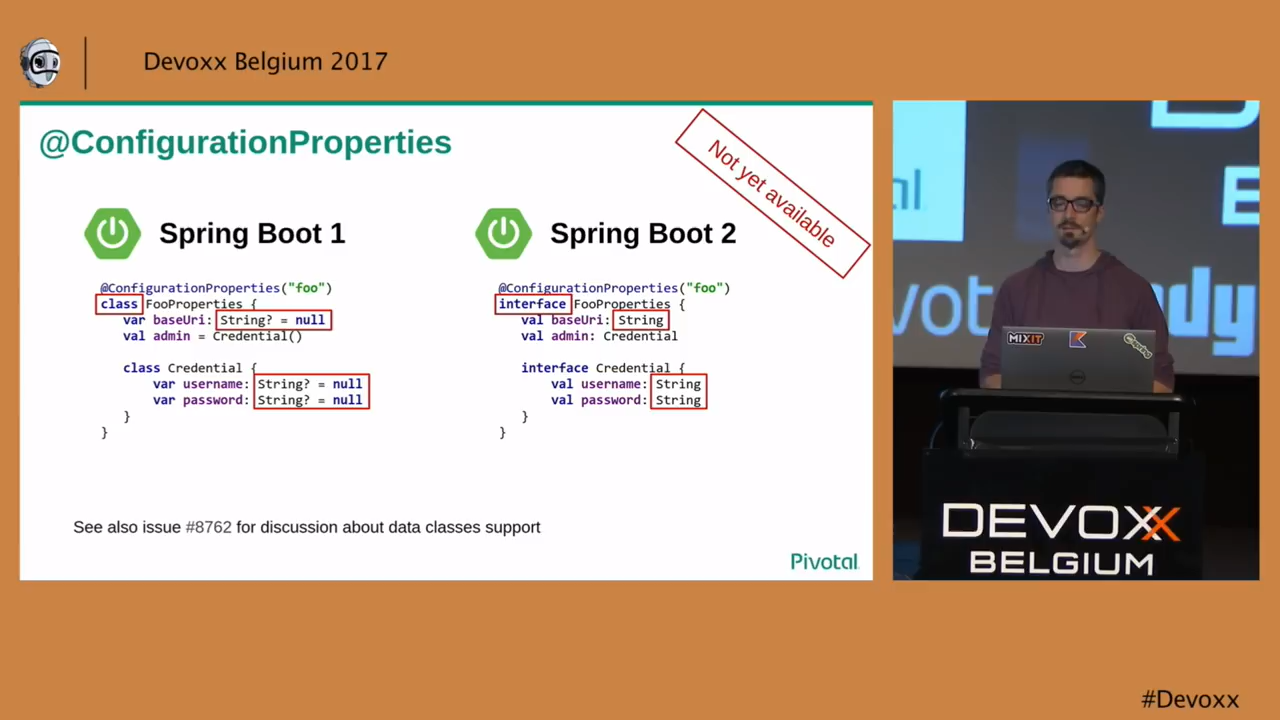 Devoxx Belgium 2017
@ConfigurationProperties
Not yet available
Spring Boot 1
@ConfigurationProperties("foo")
class FooProperties {
var baseUri: String? = null
val admin = Credential()
class Credential {
var username: String? = null
var password: String? = null
}
}
Spring Boot 2
@ConfigurationProperties("foo")
interface FooProperties {
val baseUri: String
val admin: Credential
interface Credential {
val username: String
val password: String
}
}
See also issue #8762 for discussion about data classes support
Pivotal
MIXIT
spring
DEVOXX
BELGIUM
#Devoxx